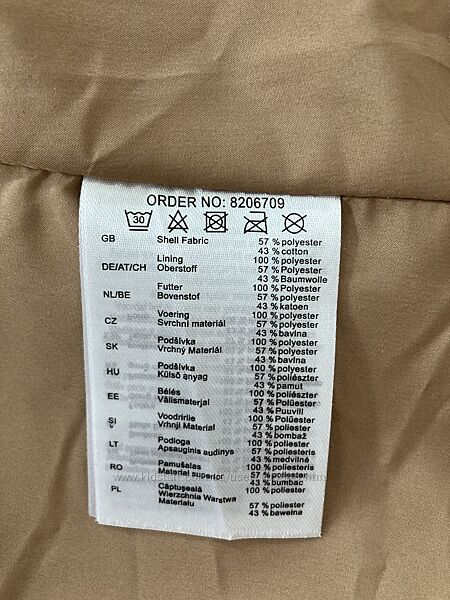 ORDER NO: 8206709
30
GB Shell Fabric 57 % polyester
43 % cotton
Lining 100 % polyester
DE/AT/CH Oberstoff 57 % Polyester
43 % Baumwolle
Futter 100 % Polyester
NL/BE Bovenstof 57 % polyester
43 % katoen
Voering 100 % polyester
CZ Svrchní materiál 57 % polyester
43 % bavlna
Podšívka 100 % polyester
SK Vrchný Materiál 57 % polyester
43 % bavlna
Podšívka 100 % polyester
HU Külső anyag 57 % poliészter
43 % pamut
Bélés 100 % poliészter
EE Välismaterjal 57 % Polüester
43 % Puuvill
Voodriile 100 % Polüester
SI Vrhnji Material 57 % poliester
43 % bombaž
Podloga 100 % poliester
LT Apsauginis audinys 57 % poliesteris
43 % medvilnė
Pamušalas 100 % poliesteris
RO Material superior 57 % poliester
43 % bumbac
Căptușeală 100 % poliester
PL Wierzchnia Warstwa
Materiału 57 % poliester
43 % bawełna